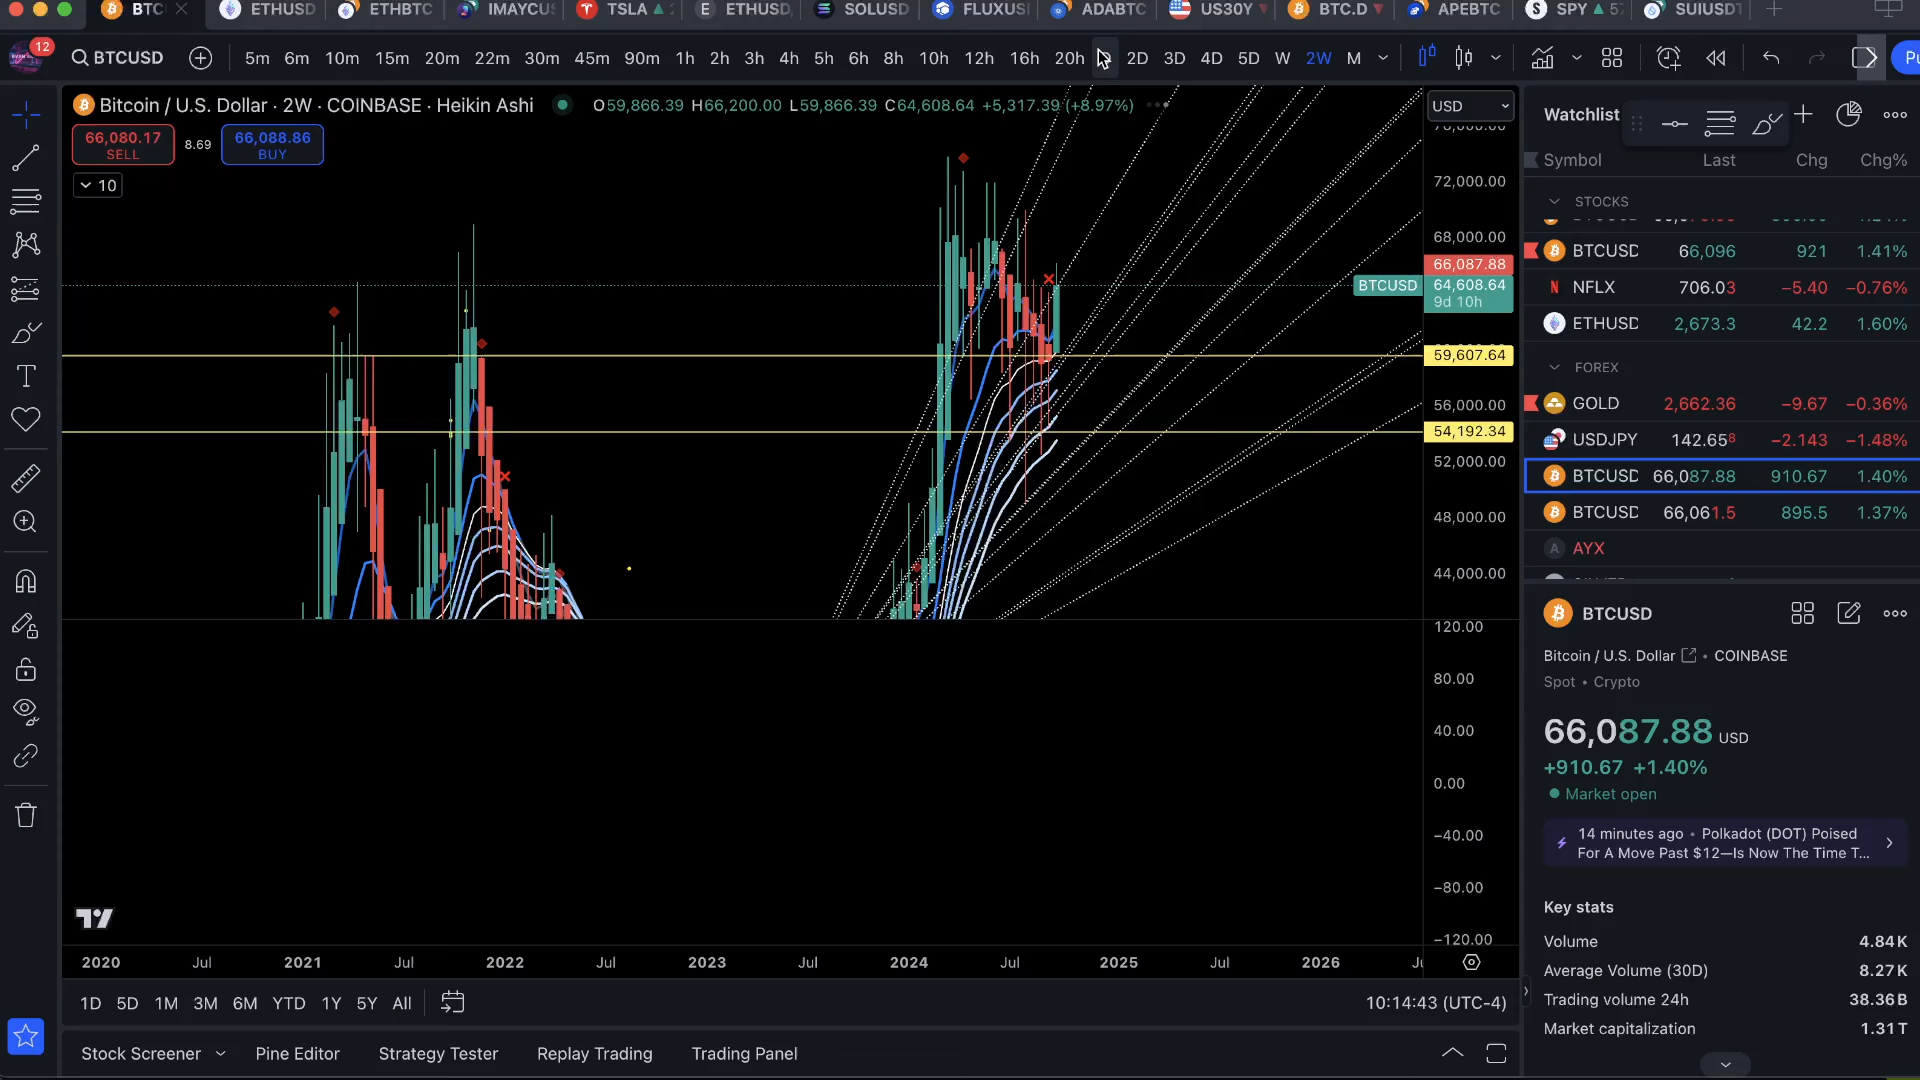 BTC ETHUSD ETHBTC IMAYCUS TSLA ETHUSD, SOLUSD FLUXUS ADABTC US30Y BTC.D APEBTC SPY SUIUSDT
12 BTCUSD 5m 6m 10m 15m 20m 22m 30m 45m 90m 1h 2h 3h 4h 5h 6h 8h 10h 12h 16h 20h 2D 3D 4D 5D W 2W M Pu
Bitcoin / U.S. Dollar · 2W · COINBASE · Heikin Ashi O59,866.39 H66,200.00 L59,866.39 C64,608.64 +5,317.39 (+8.97%)
66,080.17
SELL
8.69
66,088.86
BUY
10
USD
72,000.00
68,000.00
66,087.88
BTCUSD 64,608.64
9d 10h
59,607.64
56,000.00
54,192.34
52,000.00
48,000.00
44,000.00
120.00
80.00
40.00
0.00
−40.00
−80.00
−120.00
2020 Jul 2021 Jul 2022 Jul 2023 Jul 2024 Jul 2025 Jul 2026
1D 5D 1M 3M 6M YTD 1Y 5Y All 10:14:43 (UTC-4)
Stock Screener Pine Editor Strategy Tester Replay Trading Trading Panel
Watchlist
Symbol Last Chg Chg%
STOCKS
BTCUSD 66,096 921 1.41%
NFLX 706.03 −5.40 −0.76%
ETHUSD 2,673.3 42.2 1.60%
FOREX
GOLD 2,662.36 −9.67 −0.36%
USDJPY 142.658 −2.143 −1.48%
BTCUSD 66,087.88 910.67 1.40%
BTCUSD 66,061.5 895.5 1.37%
A AYX
BTCUSD
Bitcoin / U.S. Dollar • COINBASE
Spot • Crypto
66,087.88 USD
+910.67 +1.40%
Market open
14 minutes ago • Polkadot (DOT) Poised
For A Move Past $12—Is Now The Time T...
Key stats
Volume 4.84K
Average Volume (30D) 8.27K
Trading volume 24h 38.36B
Market capitalization 1.31T